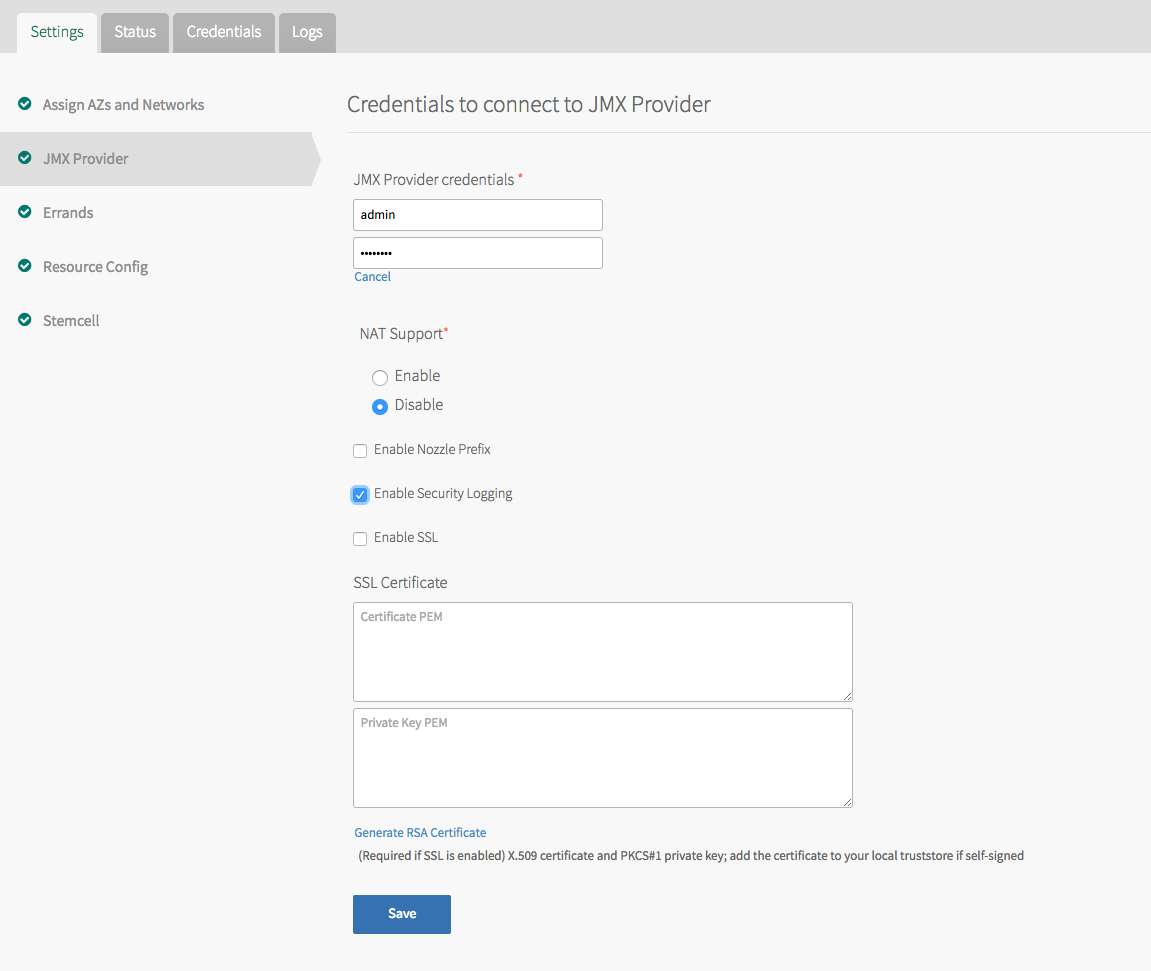 Settings
Status
Credentials
Logs
Assign AZs and Networks
JMX Provider
Errands
Resource Config
Stemcell
Credentials to connect to JMX Provider
JMX Provider credentials *
admin
••••••••
Cancel
NAT Support*
Enable
Disable
Enable Nozzle Prefix
Enable Security Logging
Enable SSL
SSL Certificate
Certificate PEM
Private Key PEM
Generate RSA Certificate
(Required if SSL is enabled) X.509 certificate and PKCS#1 private key; add the certificate to your local truststore if self-signed
Save